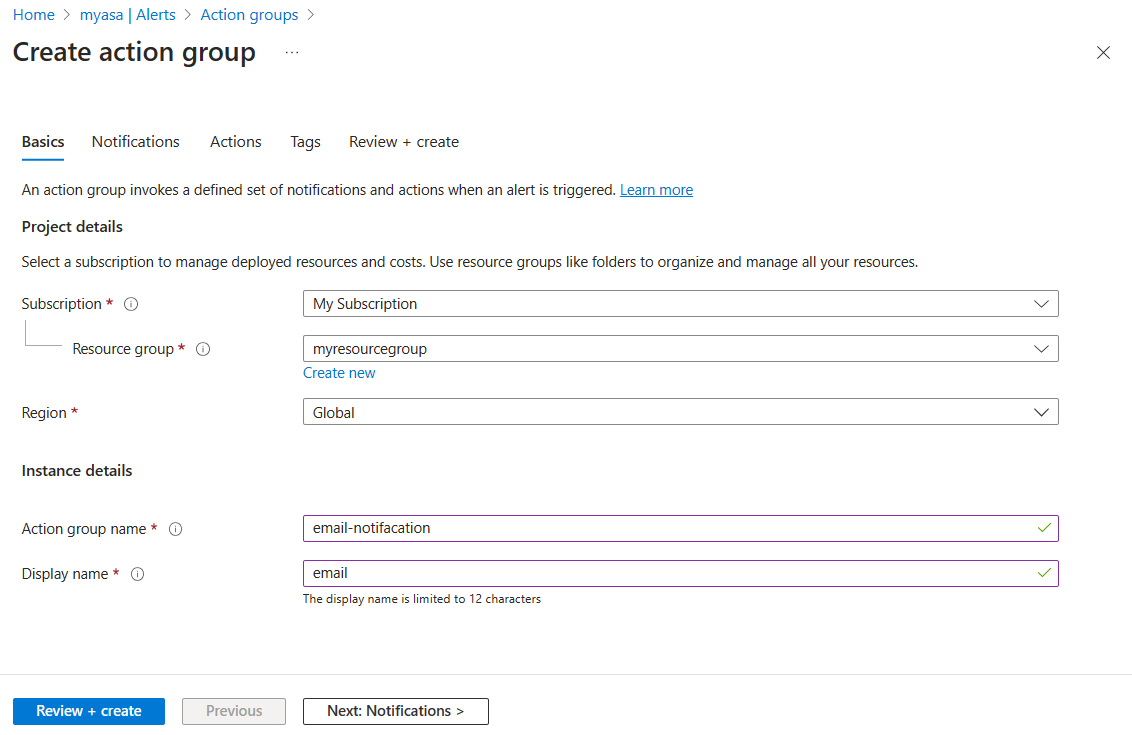 Home > myasa | Alerts > Action groups >
Create action group ...
Basics Notifications Actions Tags Review + create
An action group invokes a defined set of notifications and actions when an alert is triggered. Learn more
Project details
Select a subscription to manage deployed resources and costs. Use resource groups like folders to organize and manage all your resources.
Subscription * My Subscription
Resource group * myresourcegroup
Create new
Region * Global
Instance details
Action group name * email-notifacation
Display name * email
The display name is limited to 12 characters
Review + create Previous Next: Notifications >